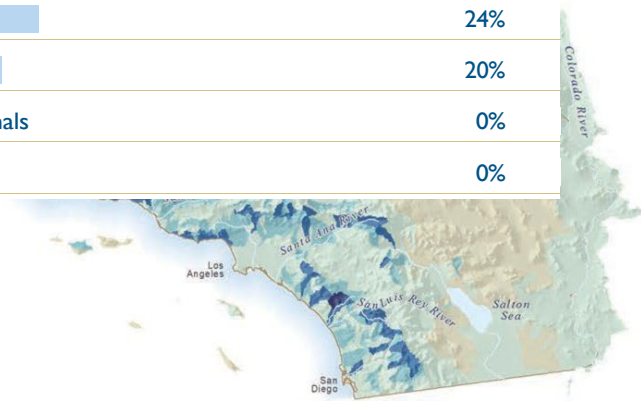 24%
20%
0%
0%
Colorado River
Santa Ana River
Los
Angeles
San Luis Rey River
Salton
Sea
San
Diego